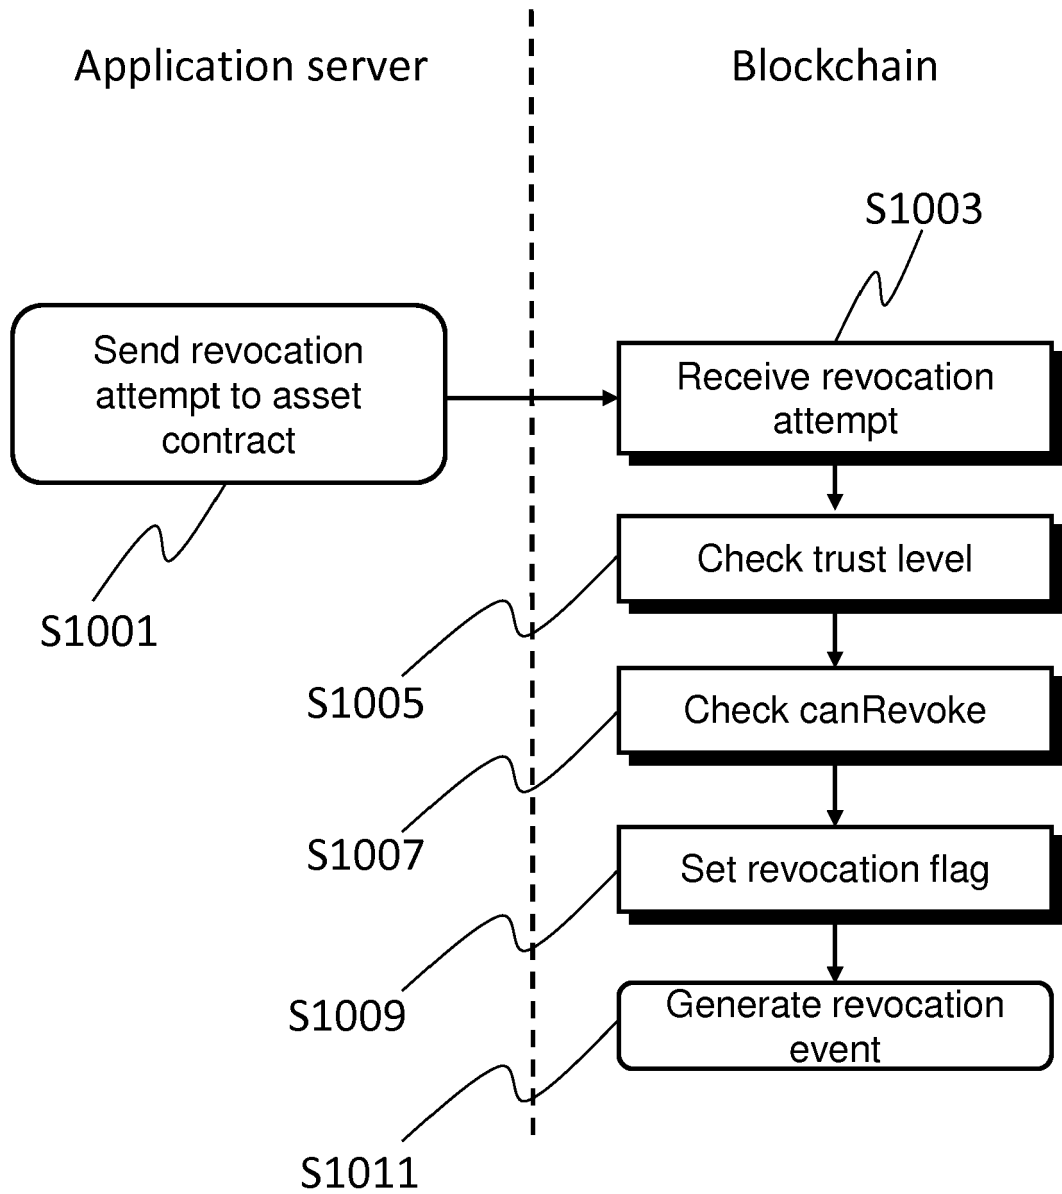 Application server
Blockchain
S1003
Send revocation
attempt to asset
contract
Receive revocation
attempt
Check trust level
S1001
S1005
Check canRevoke
S1007
Set revocation flag
S1009
Generate revocation
event
S1011